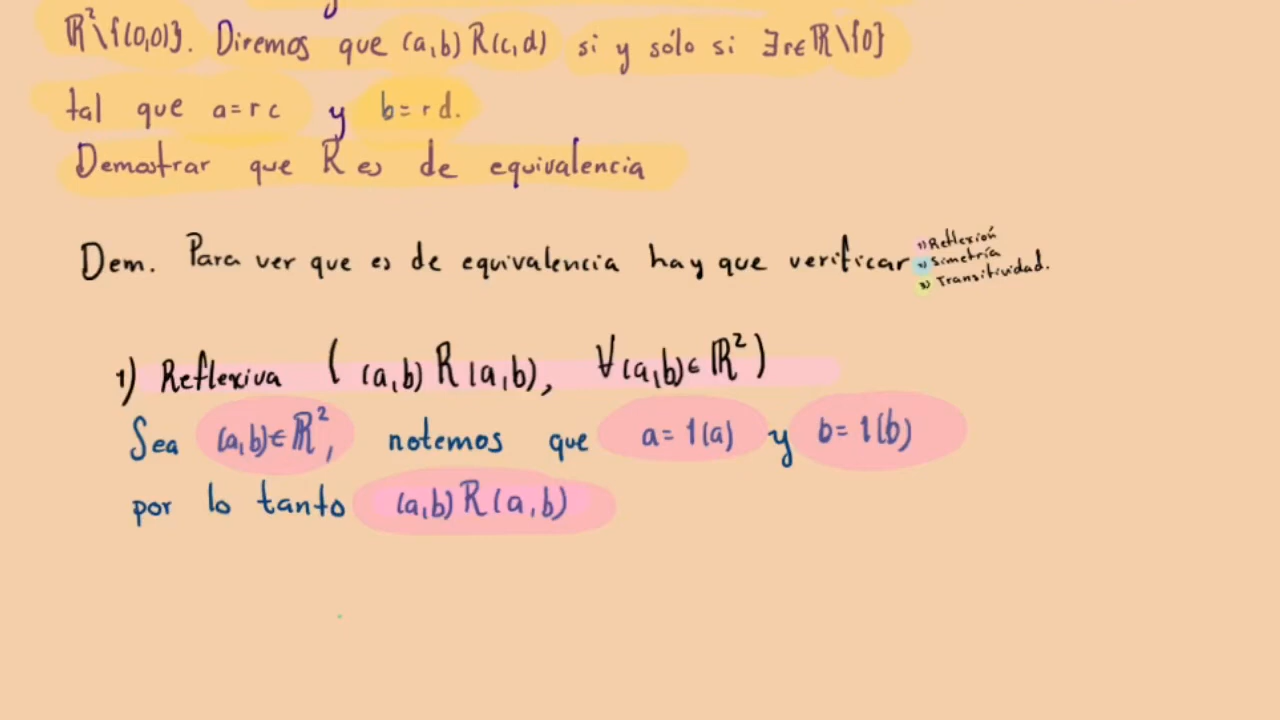 ℝ²\{(0,0)}. Diremos que (a,b) R (c,d) si y sólo si ∃r∈ℝ\{0}
tal que a=rc y b=rd.
Demostrar que R es de equivalencia
Dem. Para ver que es de equivalencia hay que verificar
1) Reflexión
2) Simetría
3) Transitividad.
1) Reflexiva ( (a,b) R (a,b), ∀(a,b)∈ℝ²)
Sea (a,b)∈ℝ², notemos que a=1(a) y b=1(b)
por lo tanto (a,b) R (a,b)